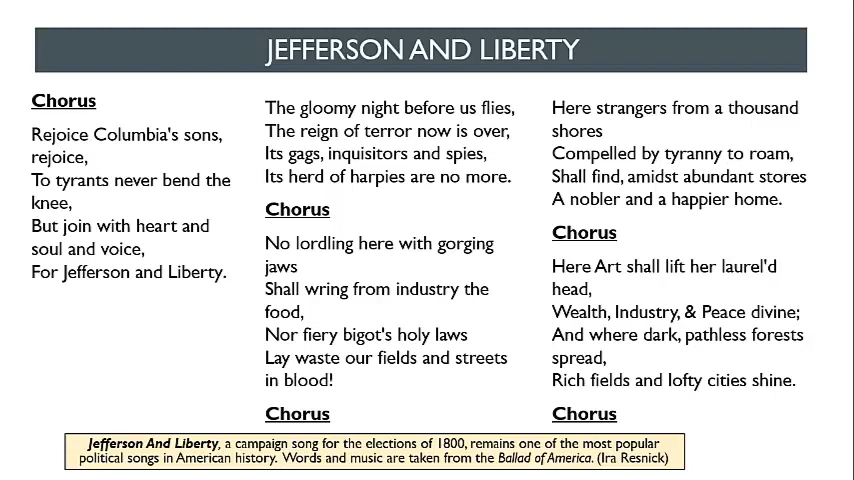 JEFFERSON AND LIBERTY
Chorus
Rejoice Columbia's sons,
rejoice,
To tyrants never bend the
knee,
But join with heart and
soul and voice,
For Jefferson and Liberty.
The gloomy night before us flies,
The reign of terror now is over,
Its gags, inquisitors and spies,
Its herd of harpies are no more.
Chorus
No lordling here with gorging
jaws
Shall wring from industry the
food,
Nor fiery bigot's holy laws
Lay waste our fields and streets
in blood!
Chorus
Here strangers from a thousand
shores
Compelled by tyranny to roam,
Shall find, amidst abundant stores
A nobler and a happier home.
Chorus
Here Art shall lift her laurel'd
head,
Wealth, Industry, & Peace divine;
And where dark, pathless forests
spread,
Rich fields and lofty cities shine.
Chorus
Jefferson And Liberty, a campaign song for the elections of 1800, remains one of the most popular
political songs in American history. Words and music are taken from the Ballad of America. (Ira Resnick)